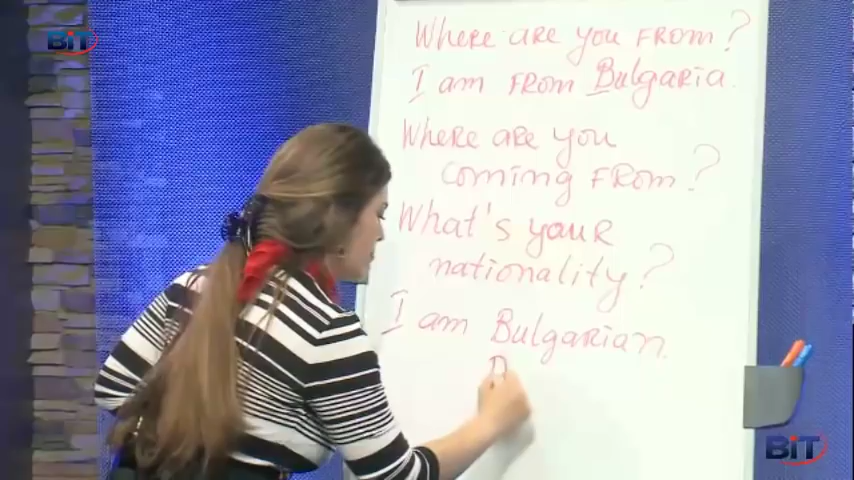 BiT
Where are you from?
I am from Bulgaria.
Where are you
coming from?
What's your
nationality?
I am Bulgarian.
BiT